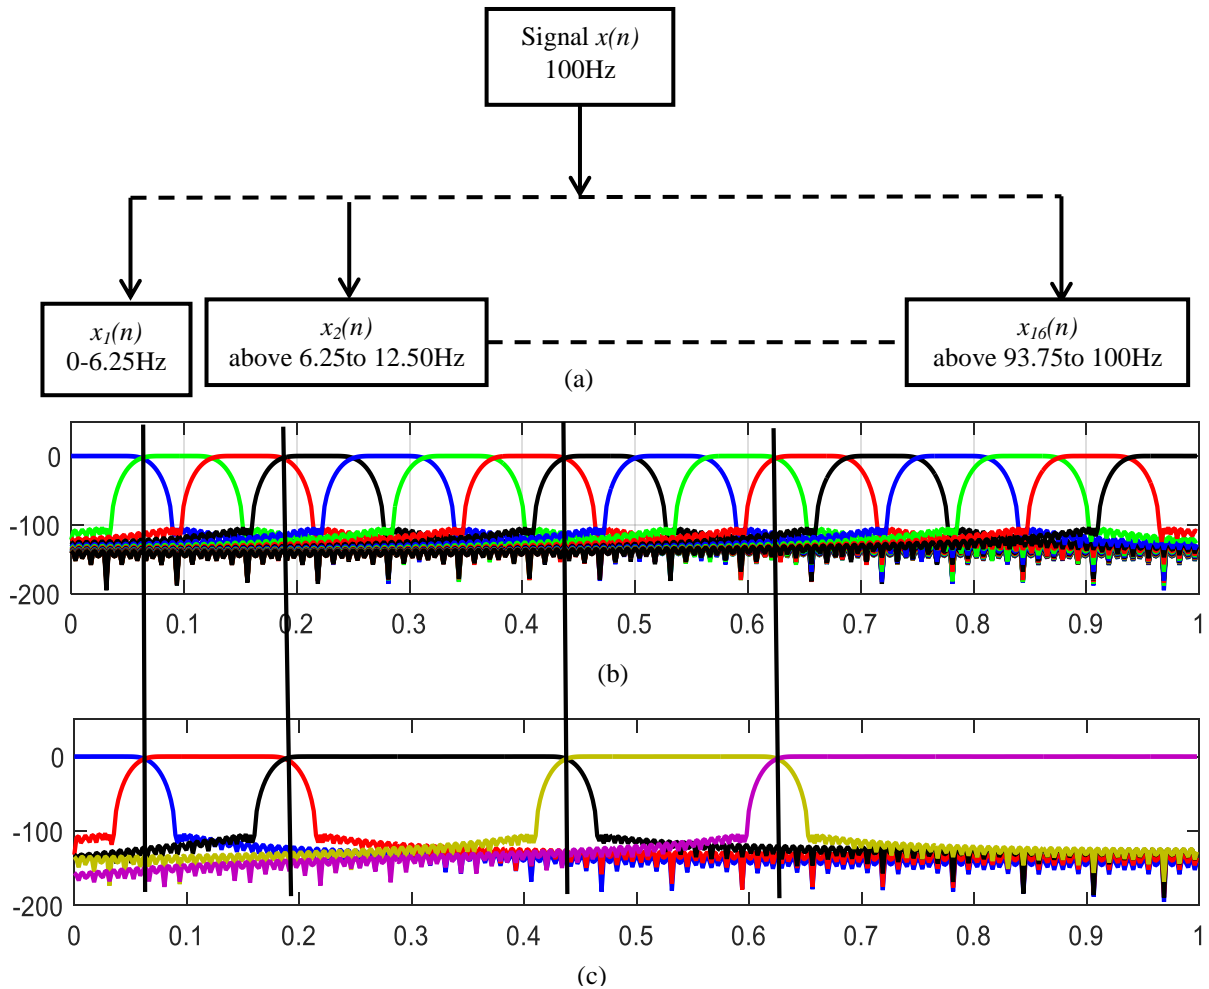 Signal x(n)
100Hz
x1(n)
0-6.25Hz
x2(n)
above 6.25to 12.50Hz
x16(n)
above 93.75to 100Hz
(a)
0
-100
-200
0 0.1 0.2 0.3 0.4 0.5 0.6 0.7 0.8 0.9 1
(b)
0
-100
-200
0 0.1 0.2 0.3 0.4 0.5 0.6 0.7 0.8 0.9 1
(c)